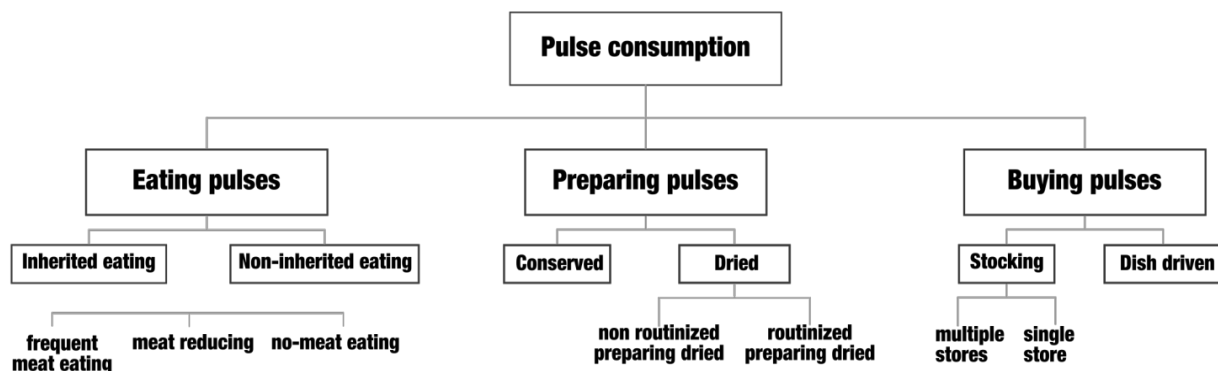 Pulse consumption
Eating pulses
Preparing pulses
Buying pulses
Inherited eating
Non-inherited eating
Conserved
Dried
Stocking
Dish driven
frequent
meat eating
meat reducing
no-meat eating
non routinized
preparing dried
routinized
preparing dried
multiple
stores
single
store